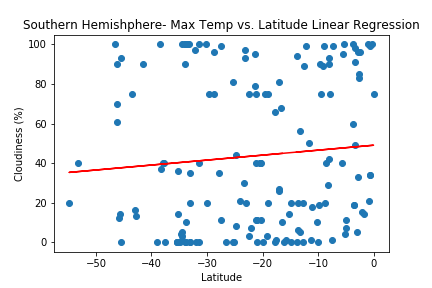 Southern Hemishphere- Max Temp vs. Latitude Linear Regression
100
80
60
40
20
0
Cloudiness (%)
−50 −40 −30 −20 −10 0
Latitude